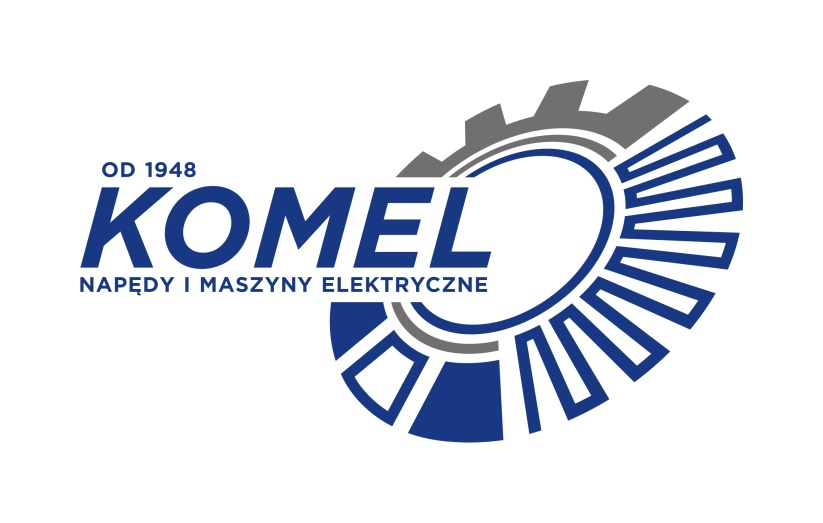 OD 1948
KOMEL
NAPĘDY I MASZYNY ELEKTRYCZNE